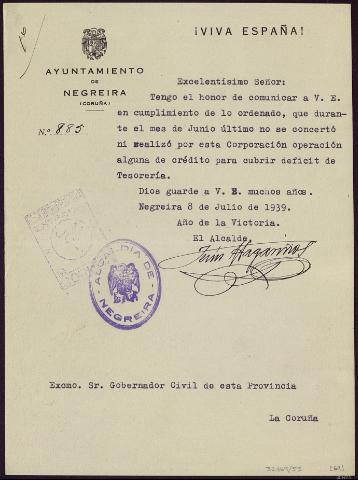 ¡VIVA ESPAÑA!
AYUNTAMIENTO
DE
NEGREIRA
(CORUÑA)
N.º 885
Excelentísimo Señor:
Tengo el honor de comunicar a V. E.
en cumplimiento de lo ordenado, que duran-
te el mes de Junio último no se concertó
ni realizó por esta Corporación operación
alguna de crédito para cubrir deficit de
Tesorería.
Dios guarde a V. E. muchos años.
Negreira 8 de Julio de 1939.
Año de la Victoria.
El Alcalde,
ALCALDIA DE
NEGREIRA
Excmo. Sr. Gobernador Civil de esta Provincia
La Coruña